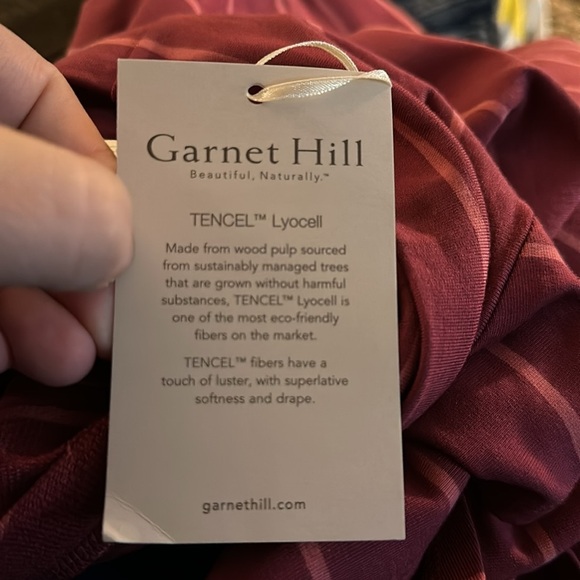 Garnet Hill
Beautiful, Naturally.™
TENCEL™ Lyocell
Made from wood pulp sourced
from sustainably managed trees
that are grown without harmful
substances, TENCEL™ Lyocell is
one of the most eco-friendly
fibers on the market.
TENCEL™ fibers have a
touch of luster, with superlative
softness and drape.
garnethill.com